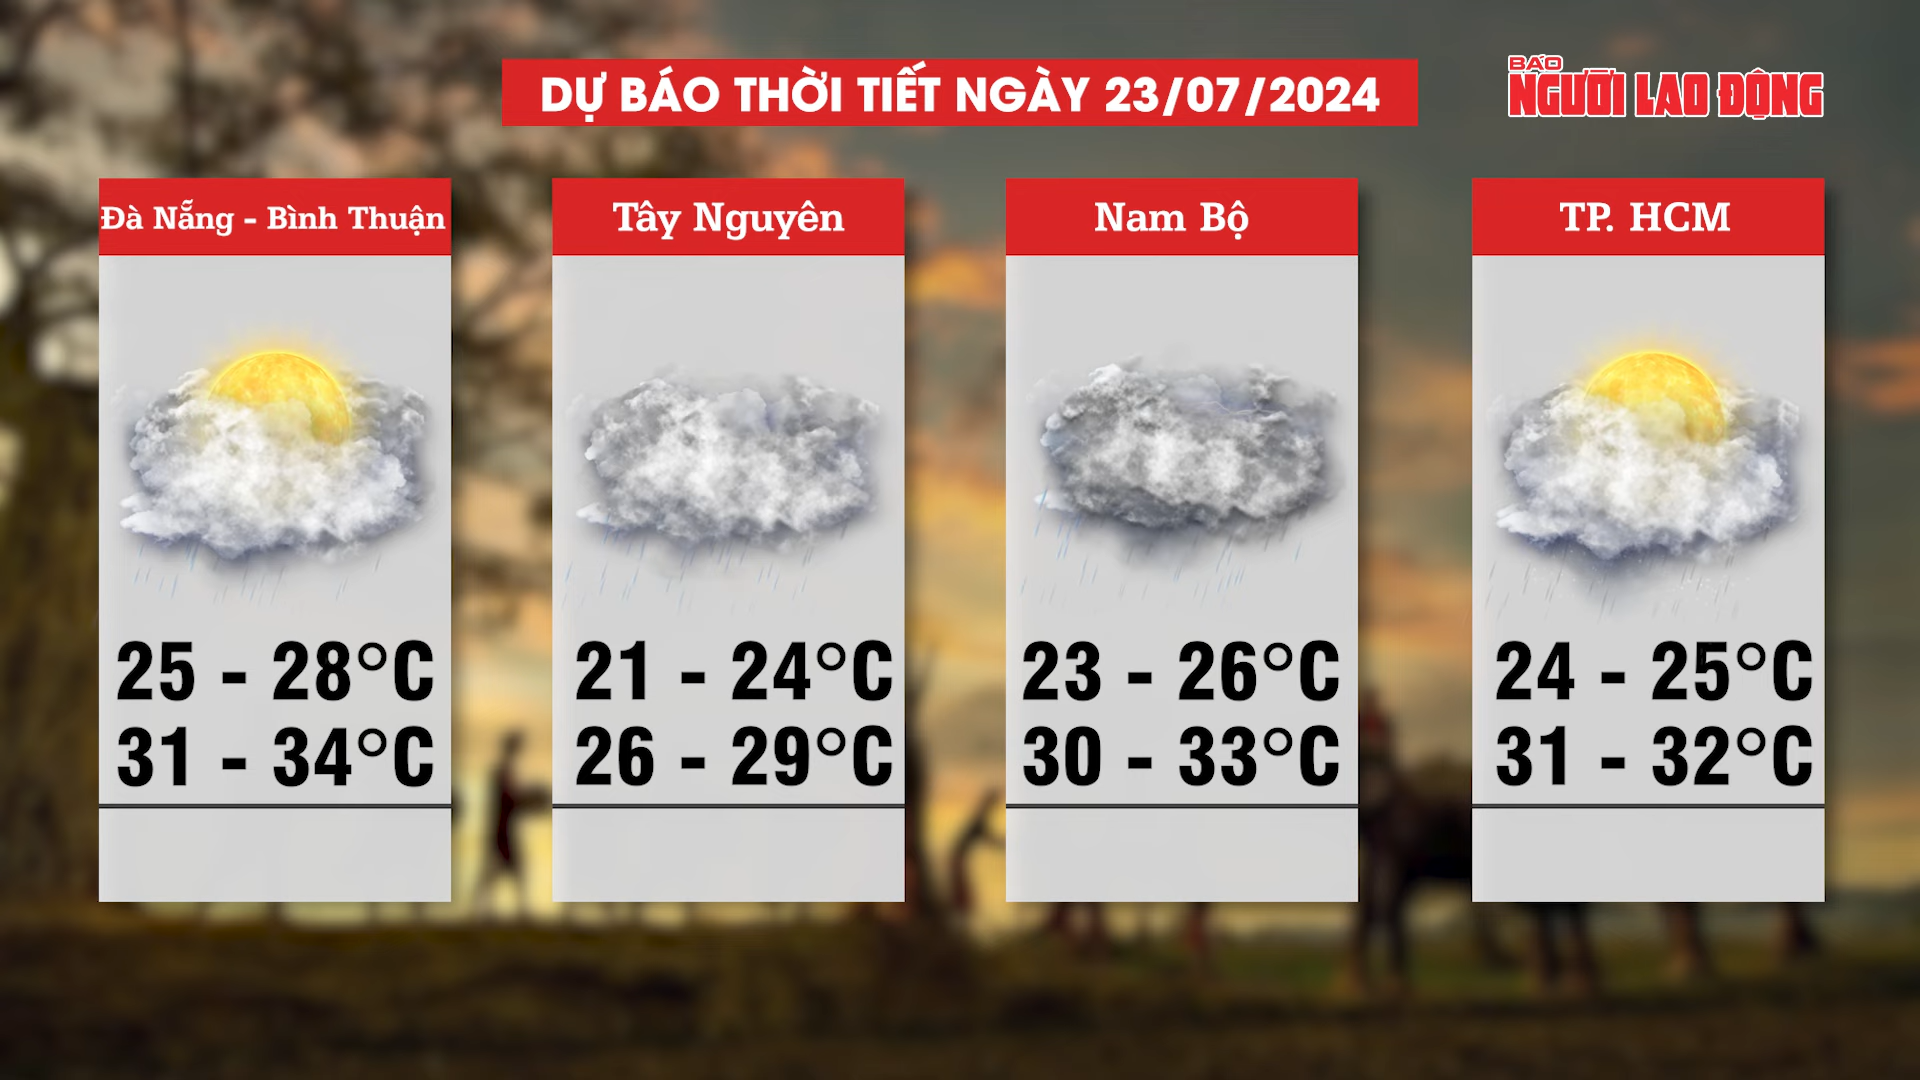 DỰ BÁO THỜI TIẾT NGÀY 23/07/2024
BÁO
NGƯỜI LAO ĐỘNG
Đà Nẵng - Bình Thuận
25 - 28°C
31 - 34°C
Tây Nguyên
21 - 24°C
26 - 29°C
Nam Bộ
23 - 26°C
30 - 33°C
TP. HCM
24 - 25°C
31 - 32°C